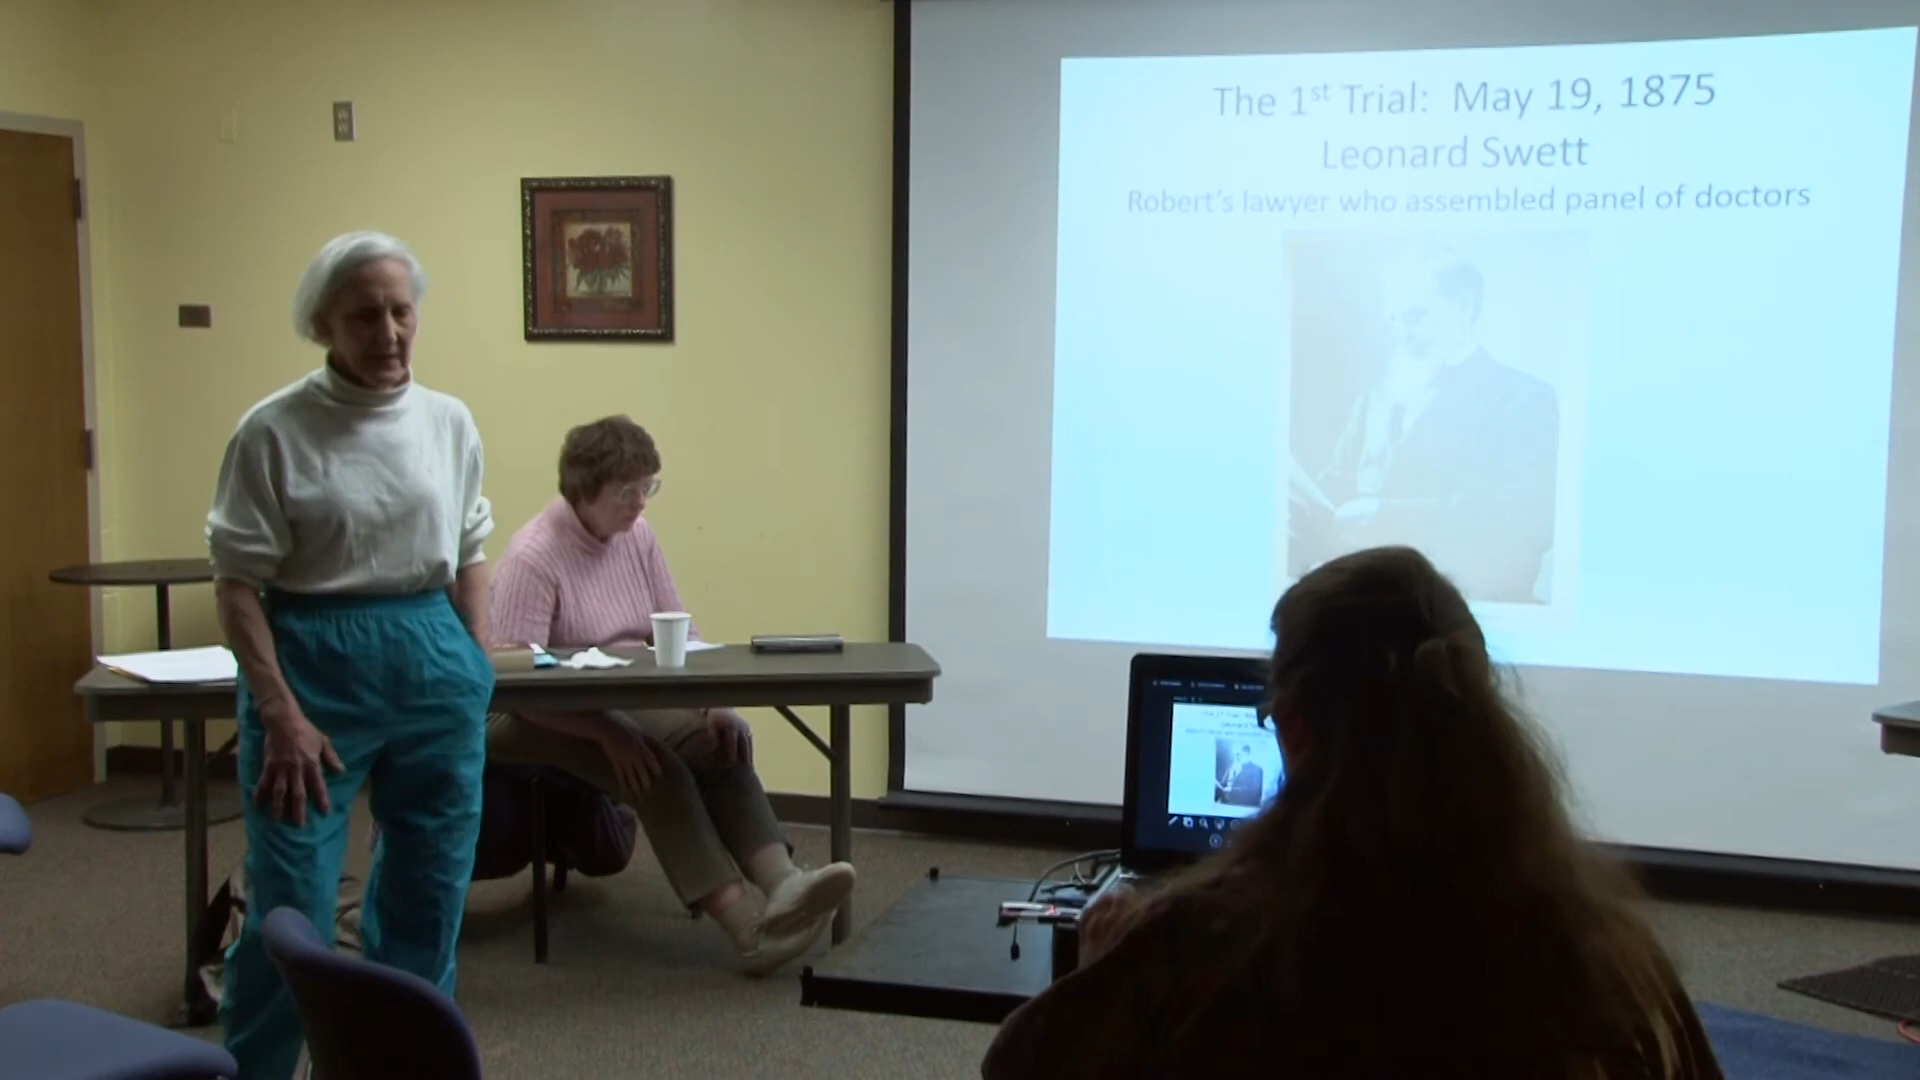 The 1st Trial: May 19, 1875
Leonard Swett
Robert's lawyer who assembled panel of doctors